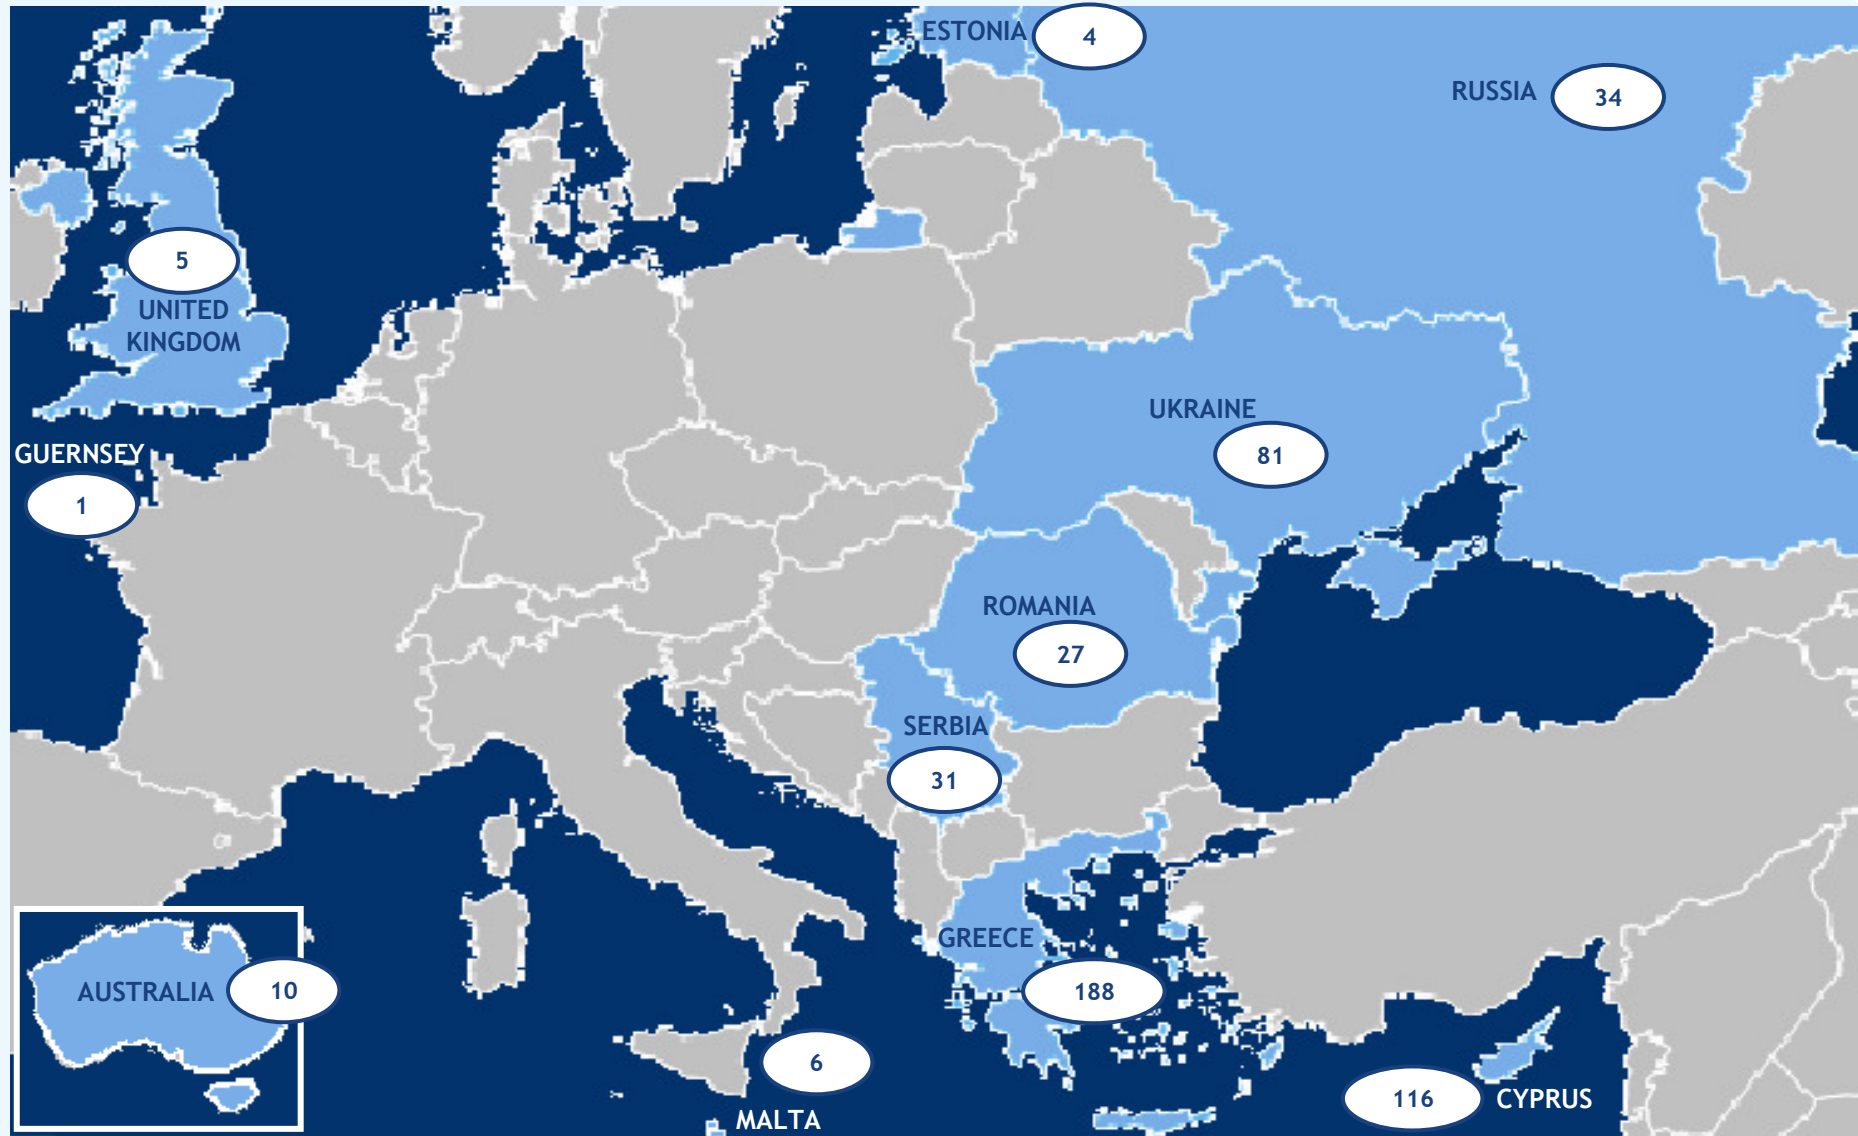 ESTONIA
4
RUSSIA
34
5
UNITED
KINGDOM
UKRAINE
81
GUERNSEY
1
ROMANIA
27
SERBIA
31
GREECE
188
AUSTRALIA
10
6
MALTA
116
CYPRUS